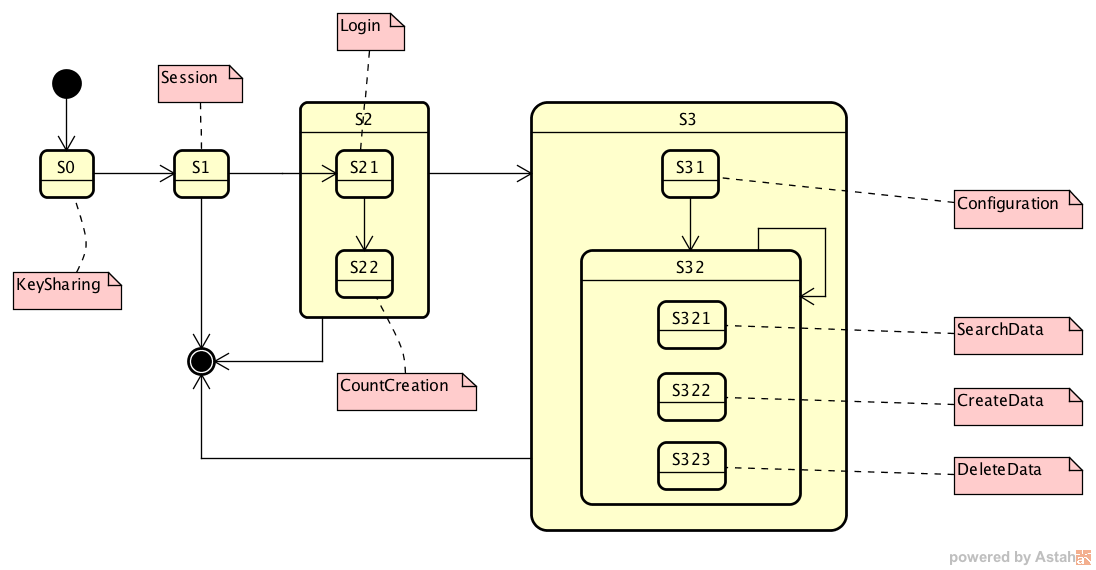 Login
Session
S2
S3
S0
S1
S21
S31
Configuration
S22
S32
KeySharing
S321
SearchData
CountCreation
S322
CreateData
S323
DeleteData
powered by Astah